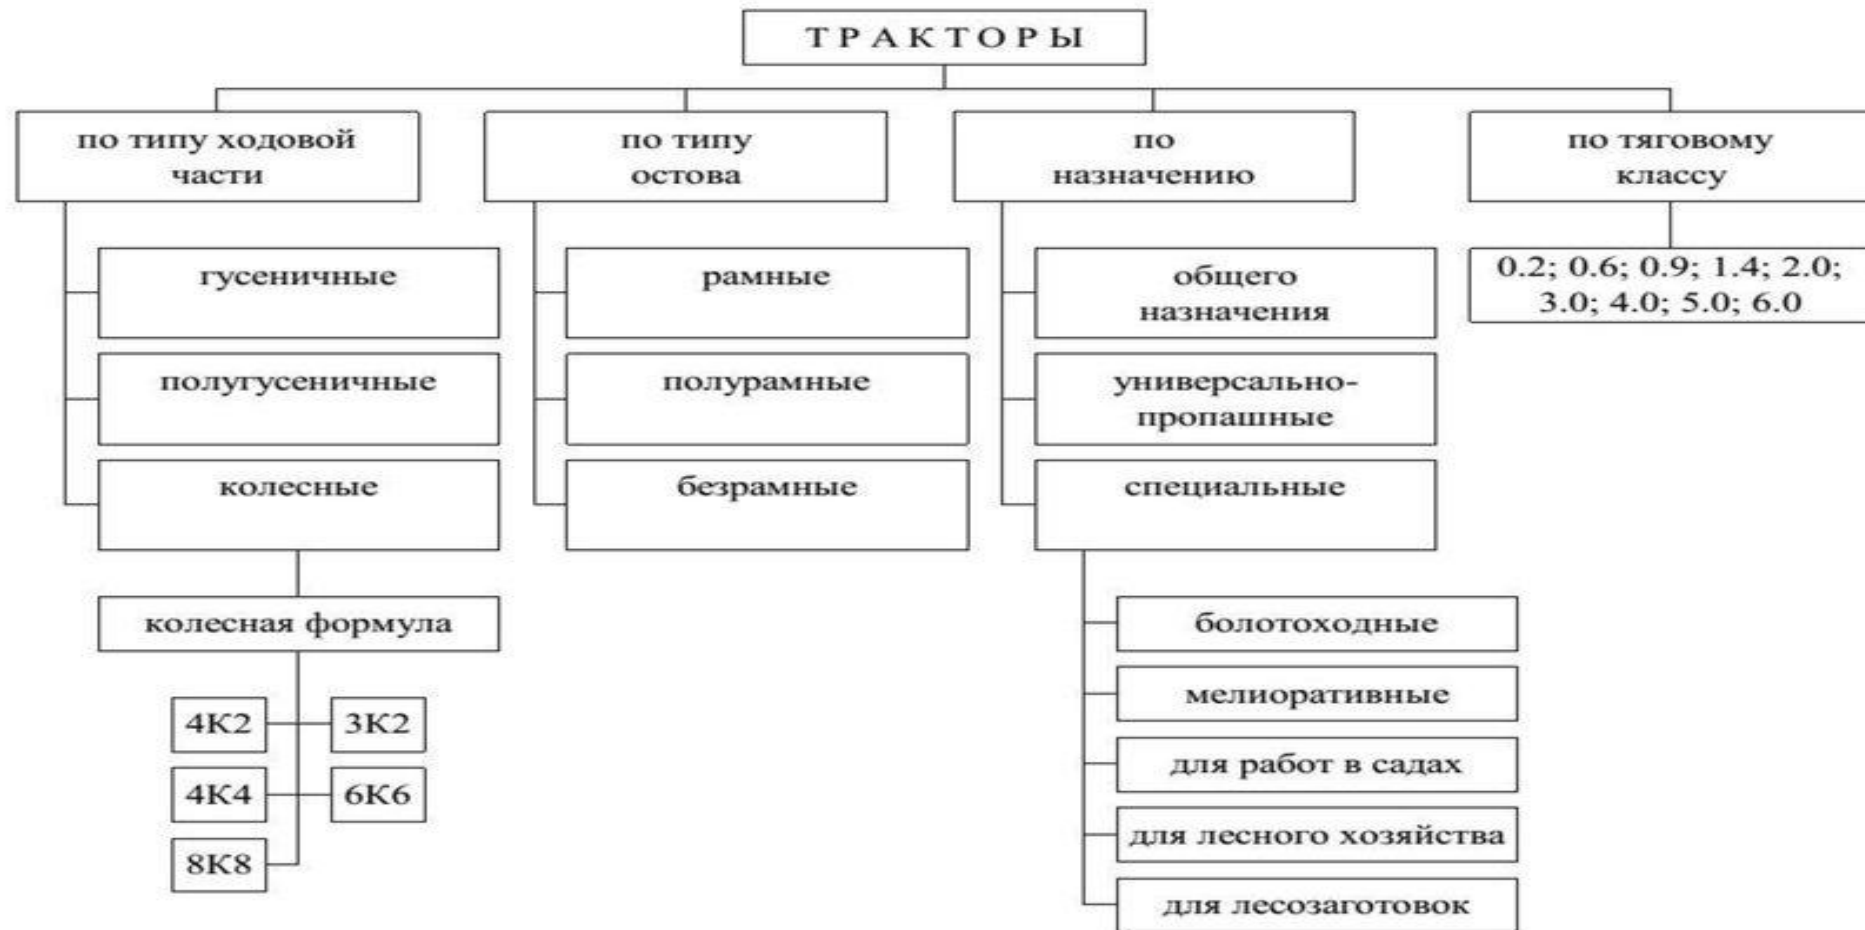 ТРАКТОРЫ
по типу ходовой
части
гусеничные
полугусеничные
колесные
колесная формула
4К2
3К2
4К4
6К6
8К8
по типу
остова
рамные
полурамные
безрамные
по
назначению
общего
назначения
универсально-
пропашные
специальные
болотоходные
мелиоративные
для работ в садах
для лесного хозяйства
для лесозаготовок
по тяговому
классу
0.2; 0.6; 0.9; 1.4; 2.0;
3.0; 4.0; 5.0; 6.0